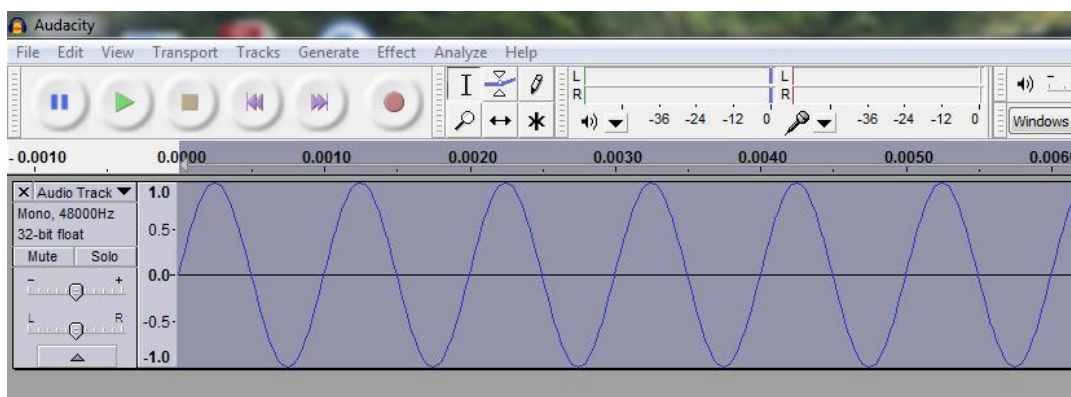 Audacity
File Edit View Transport Tracks Generate Effect Analyze Help
L
R
L
R
-36 -24 -12 0
-36 -24 -12 0
Windows
- 0.0010 0.0000 0.0010 0.0020 0.0030 0.0040 0.0050
X Audio Track
Mono, 48000Hz
32-bit float
Mute Solo
- +
L R
1.0
0.5-
0.0-
-0.5-
-1.0